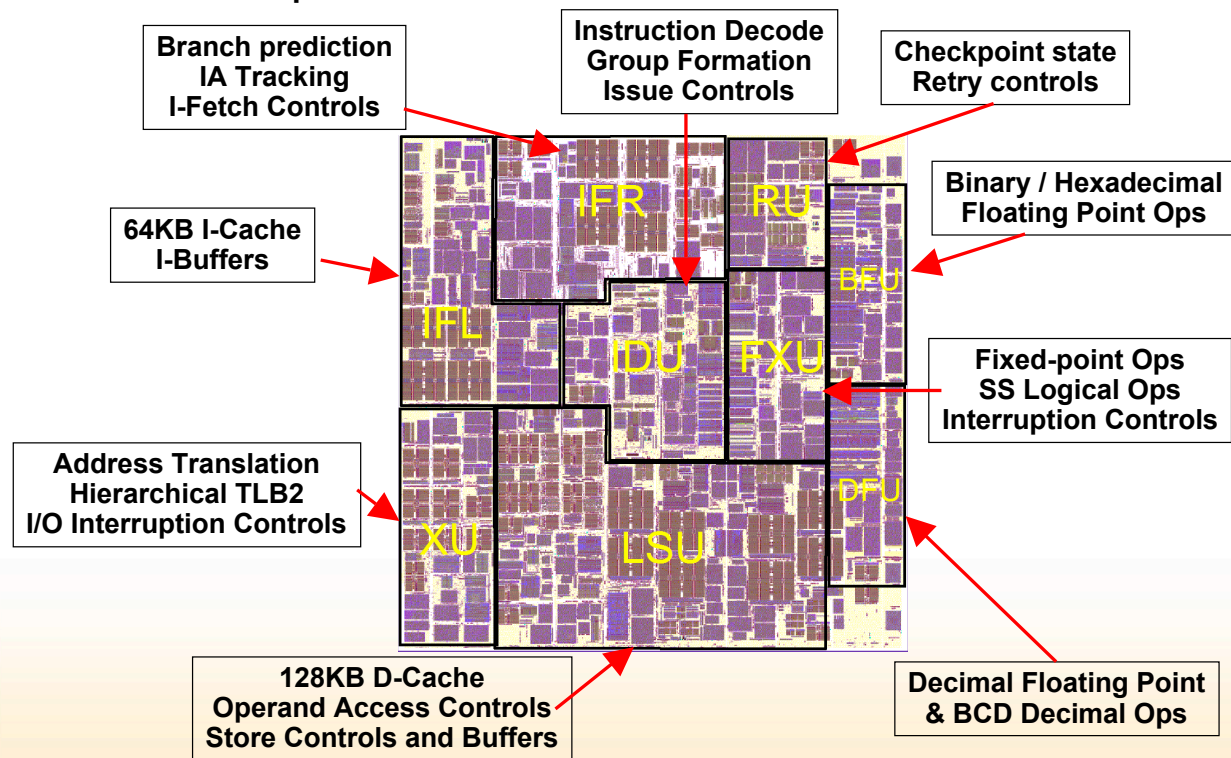 Branch prediction
IA Tracking
I-Fetch Controls
Instruction Decode
Group Formation
Issue Controls
Checkpoint state
Retry controls
64KB I-Cache
I-Buffers
IFR
RU
Binary / Hexadecimal
Floating Point Ops
BFU
IFL
IDU
FXU
Fixed-point Ops
SS Logical Ops
Interruption Controls
Address Translation
Hierarchical TLB2
I/O Interruption Controls
XU
LSU
DFU
128KB D-Cache
Operand Access Controls
Store Controls and Buffers
Decimal Floating Point
& BCD Decimal Ops